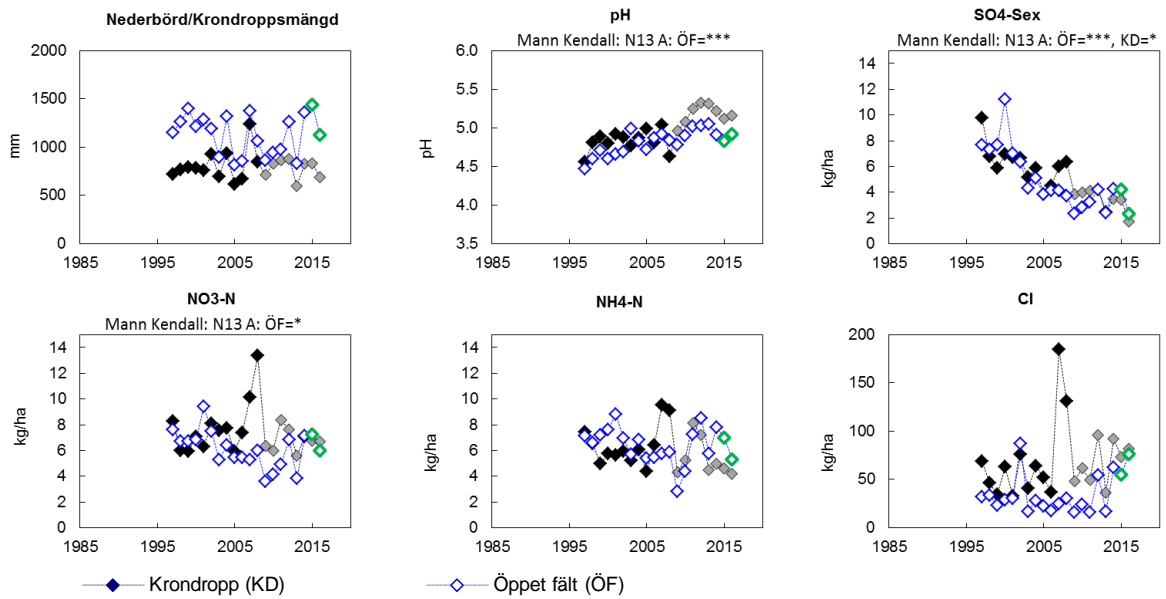 Nederbörd/Krondroppsmängd
2000
1500
1000
500
0
mm
1985 1995 2005 2015
pH
Mann Kendall: N13 A: ÖF=***
6.0
5.5
5.0
4.5
4.0
3.5
pH
1985 1995 2005 2015
SO4-Sex
Mann Kendall: N13 A: ÖF=***, KD=*
14
12
10
8
6
4
2
0
kg/ha
1985 1995 2005 2015
NO3-N
Mann Kendall: N13 A: ÖF=*
14
12
10
8
6
4
2
0
kg/ha
1985 1995 2005 2015
NH4-N
14
12
10
8
6
4
2
0
kg/ha
1985 1995 2005 2015
Cl
200
150
100
50
0
kg/ha
1985 1995 2005 2015
Krondropp (KD)
Öppet fält (ÖF)